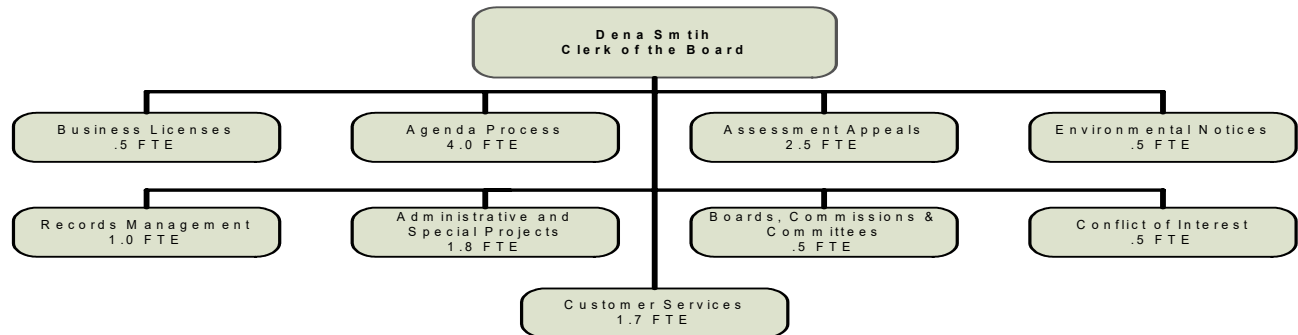 Dena Smtih
Clerk of the Board
Business Licenses
.5 FTE
Agenda Process
4.0 FTE
Assessment Appeals
2.5 FTE
Environmental Notices
.5 FTE
Records Management
1.0 FTE
Administrative and
Special Projects
1.8 FTE
Boards, Commissions &
Committees
.5 FTE
Conflict of Interest
.5 FTE
Customer Services
1.7 FTE